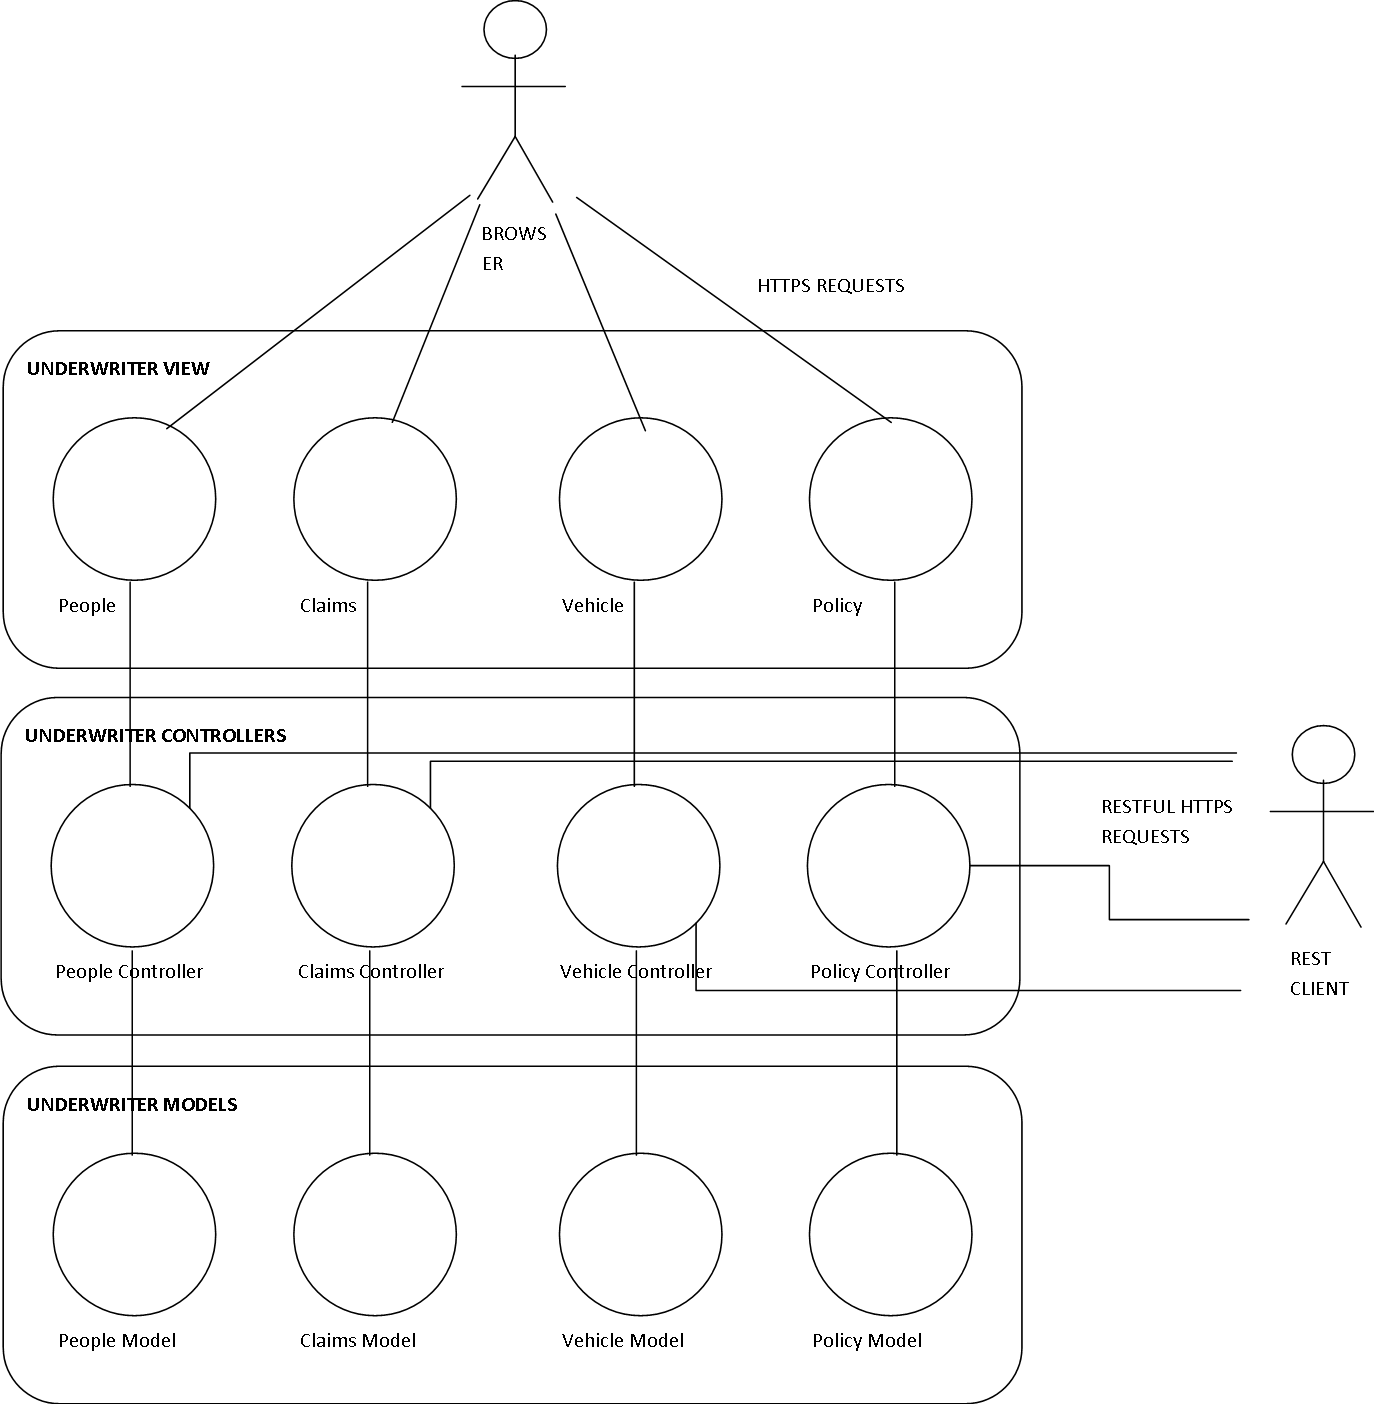 BROWS
ER
HTTPS REQUESTS
UNDERWRITER VIEW
People
Claims
Vehicle
Policy
UNDERWRITER CONTROLLERS
RESTFUL HTTPS
REQUESTS
People Controller
Claims Controller
Vehicle Controller
Policy Controller
REST
CLIENT
UNDERWRITER MODELS
People Model
Claims Model
Vehicle Model
Policy Model